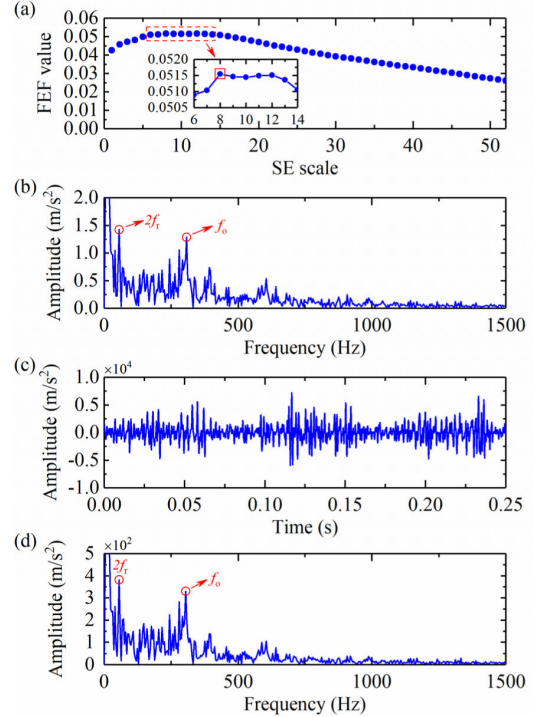 (a)
FEF value
0.06
0.05
0.04
0.03
0.02
0.01
0.00
0.0520
0.0515
0.0510
0.0505
6 8 10 12 14
0 10 20 30 40 50
SE scale
(b)
Amplitude (m/s²)
2.0
1.5
1.0
0.5
0.0
2fr
fo
0 500 1000 1500
Frequency (Hz)
(c)
×10⁴
Amplitude (m/s²)
1.0
0.5
0.0
-0.5
-1.0
0.00 0.05 0.10 0.15 0.20 0.25
Time (s)
(d)
×10²
Amplitude (m/s²)
5
4
3
2
1
0
2fr
fo
0 500 1000 1500
Frequency (Hz)